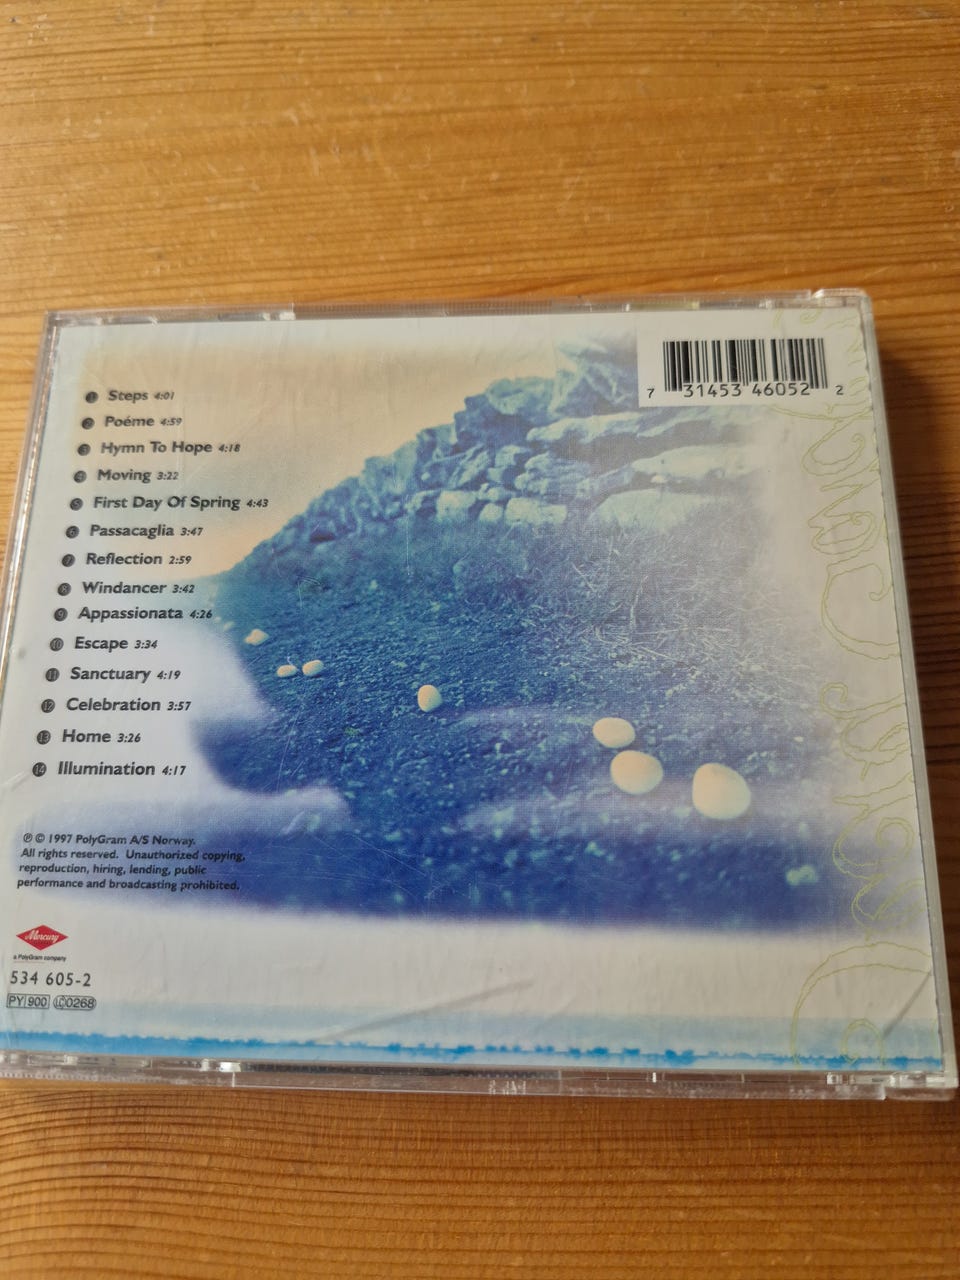 7 31453 46052 2
1 Steps 4:01
2 Poéme 4:59
3 Hymn To Hope 4:18
4 Moving 3:22
5 First Day Of Spring 4:43
6 Passacaglia 3:47
7 Reflection 2:59
8 Windancer 3:42
9 Appassionata 4:26
10 Escape 3:34
11 Sanctuary 4:19
12 Celebration 3:57
13 Home 3:26
14 Illumination 4:17
℗ © 1997 PolyGram A/S Norway.
All rights reserved. Unauthorized copying,
reproduction, hiring, lending, public
performance and broadcasting prohibited.
Mercury
a PolyGram company
534 605-2
PY 900 LC 0268